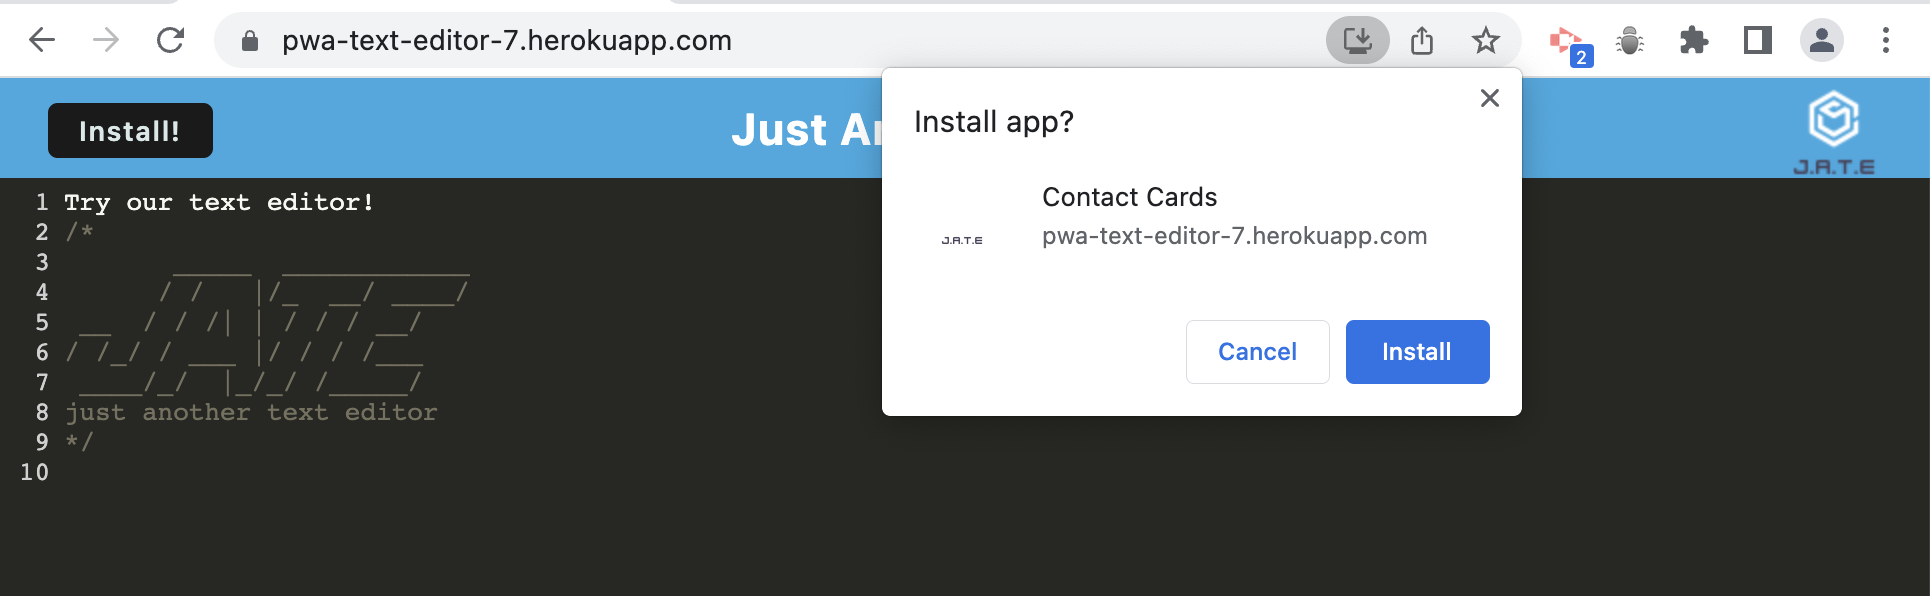 pwa-text-editor-7.herokuapp.com
2
Install!
Just
J.A.T.E
Install app?
Contact Cards
J.A.T.E
pwa-text-editor-7.herokuapp.com
Cancel
Install
1 Try our text editor!
2 /*
3      _____  ____________
4      / /   |/_  __/ ____/
5  __  / / /| | / / / __/
6 / /_/ / ___ |/ / / /___
7  ____/_/  |_/_/ /_____/
8 just another text editor
9 */
10